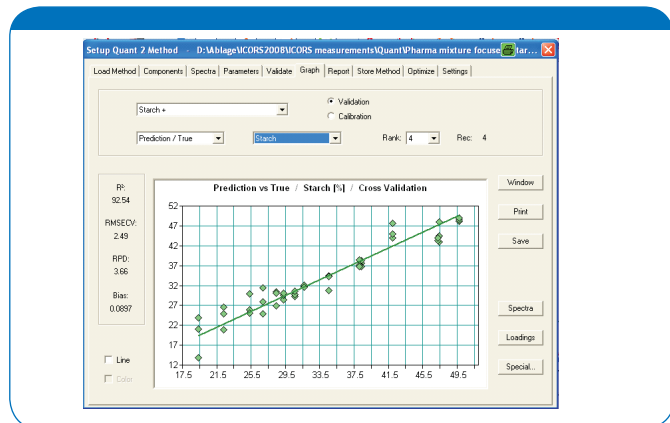 Setup Quant 2 Method - D:\Ablage\ICORS2008\ICORS measurements\Quant\Pharma mixture focuse tar...
Load Method Components Spectra Parameters Validate Graph Report Store Method Optimize Settings
Starch +
Validation
Calibration
Prediction / True
Starch
Rank: 4
Rec: 4
R²:
92.54
RMSECV:
2.49
RPD:
3.66
Bias:
0.0897
Line
Color
Prediction vs True / Starch [%] / Cross Validation
52
47
42
37
32
27
22
17
12
17.5 21.5 25.5 29.5 33.5 37.5 41.5 45.5 49.5
Window
Print
Save
Spectra
Loadings
Special...